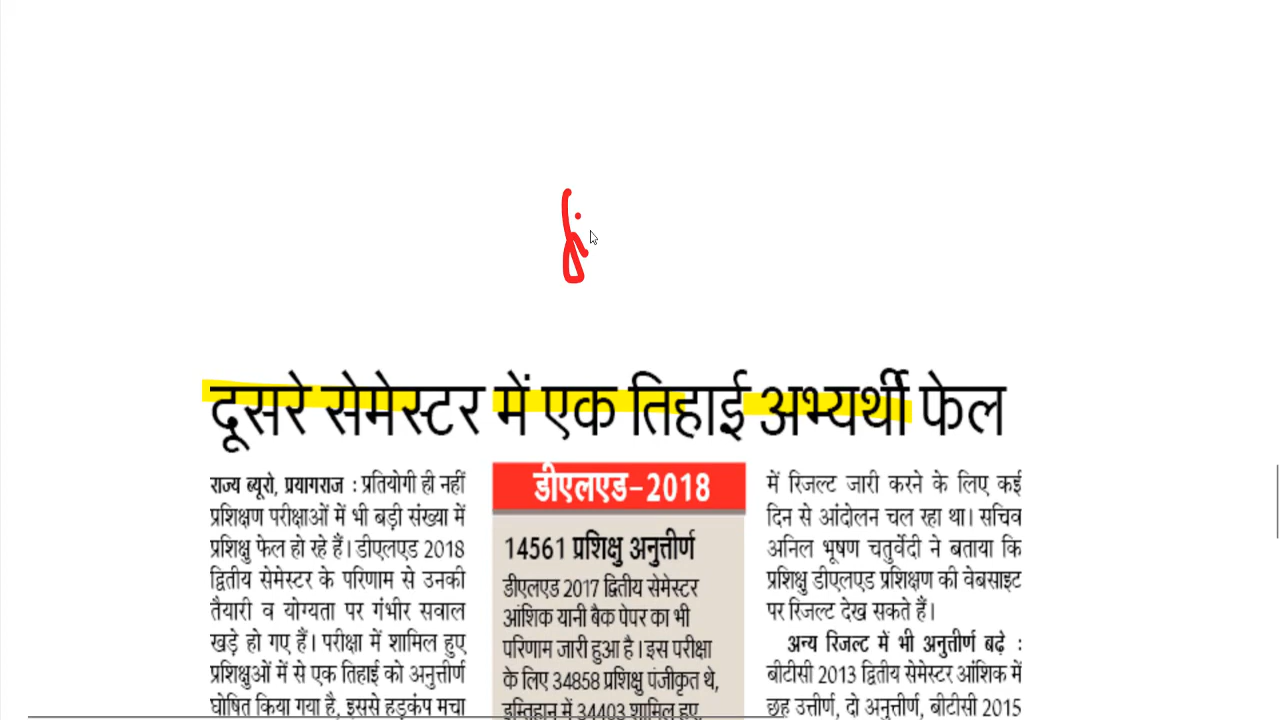 दूसरे सेमेस्टर में एक तिहाई अभ्यर्थी फेल
राज्य ब्यूरो, प्रयागराज : प्रतियोगी ही नहीं
प्रशिक्षण परीक्षाओं में भी बड़ी संख्या में
प्रशिक्षु फेल हो रहे हैं। डीएलएड 2018
द्वितीय सेमेस्टर के परिणाम से उनकी
तैयारी व योग्यता पर गंभीर सवाल
खड़े हो गए हैं। परीक्षा में शामिल हुए
प्रशिक्षुओं में से एक तिहाई को अनुत्तीर्ण
घोषित किया गया है, इससे हड़कंप मचा
डीएलएड-2018
14561 प्रशिक्षु अनुत्तीर्ण
डीएलएड 2017 द्वितीय सेमेस्टर
आंशिक यानी बैक पेपर का भी
परिणाम जारी हुआ है। इस परीक्षा
के लिए 34858 प्रशिक्षु पंजीकृत थे,
इम्तिहान में 34403 शामिल हुए
में रिजल्ट जारी करने के लिए कई
दिन से आंदोलन चल रहा था। सचिव
अनिल भूषण चतुर्वेदी ने बताया कि
प्रशिक्षु डीएलएड प्रशिक्षण की वेबसाइट
पर रिजल्ट देख सकते हैं।
अन्य रिजल्ट में भी अनुत्तीर्ण बढ़े :
बीटीसी 2013 द्वितीय सेमेस्टर आंशिक में
छह उत्तीर्ण, दो अनुत्तीर्ण, बीटीसी 2015